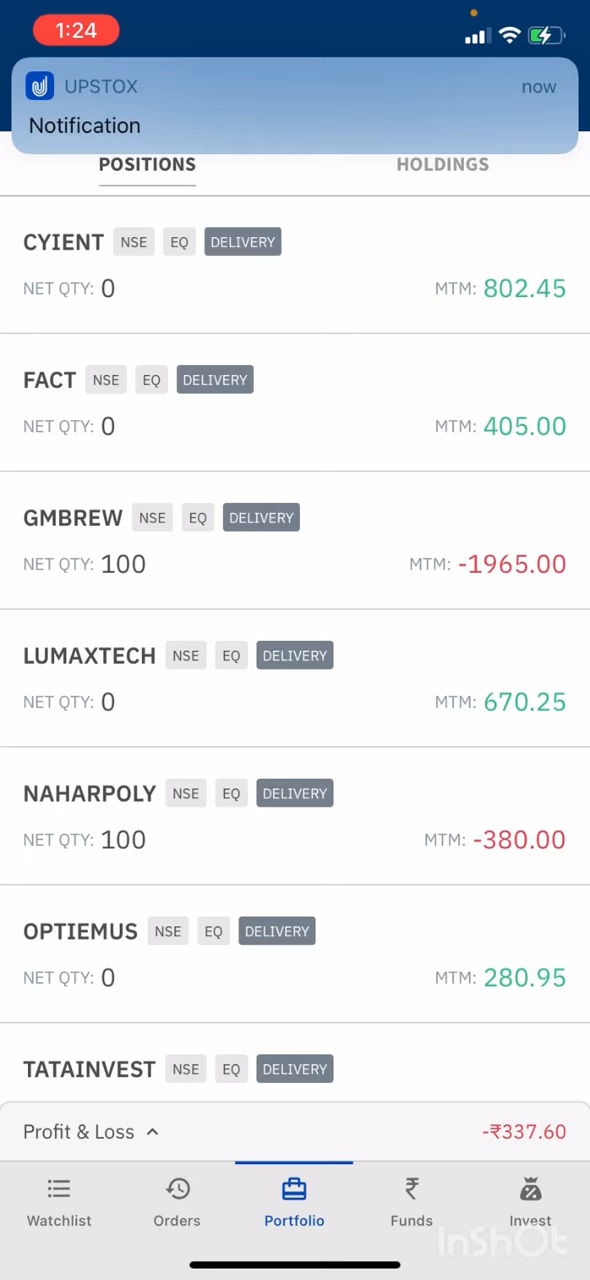 1:24
UPSTOX now
Notification
POSITIONS HOLDINGS
CYIENT NSE EQ DELIVERY
NET QTY: 0 MTM: 802.45
FACT NSE EQ DELIVERY
NET QTY: 0 MTM: 405.00
GMBREW NSE EQ DELIVERY
NET QTY: 100 MTM: -1965.00
LUMAXTECH NSE EQ DELIVERY
NET QTY: 0 MTM: 670.25
NAHARPOLY NSE EQ DELIVERY
NET QTY: 100 MTM: -380.00
OPTIEMUS NSE EQ DELIVERY
NET QTY: 0 MTM: 280.95
TATAINVEST NSE EQ DELIVERY
Profit & Loss -₹337.60
Watchlist Orders Portfolio Funds Invest
InShOt